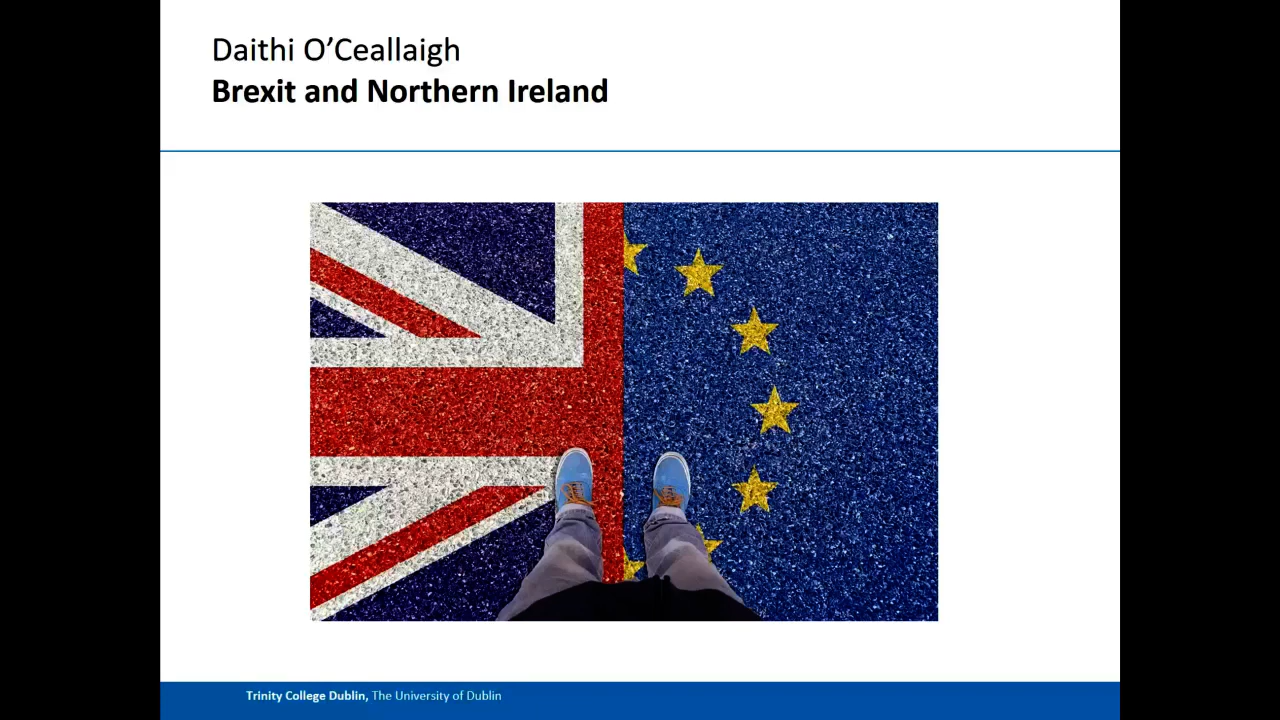 Daithi O’Ceallaigh
Brexit and Northern Ireland
Trinity College Dublin, The University of Dublin